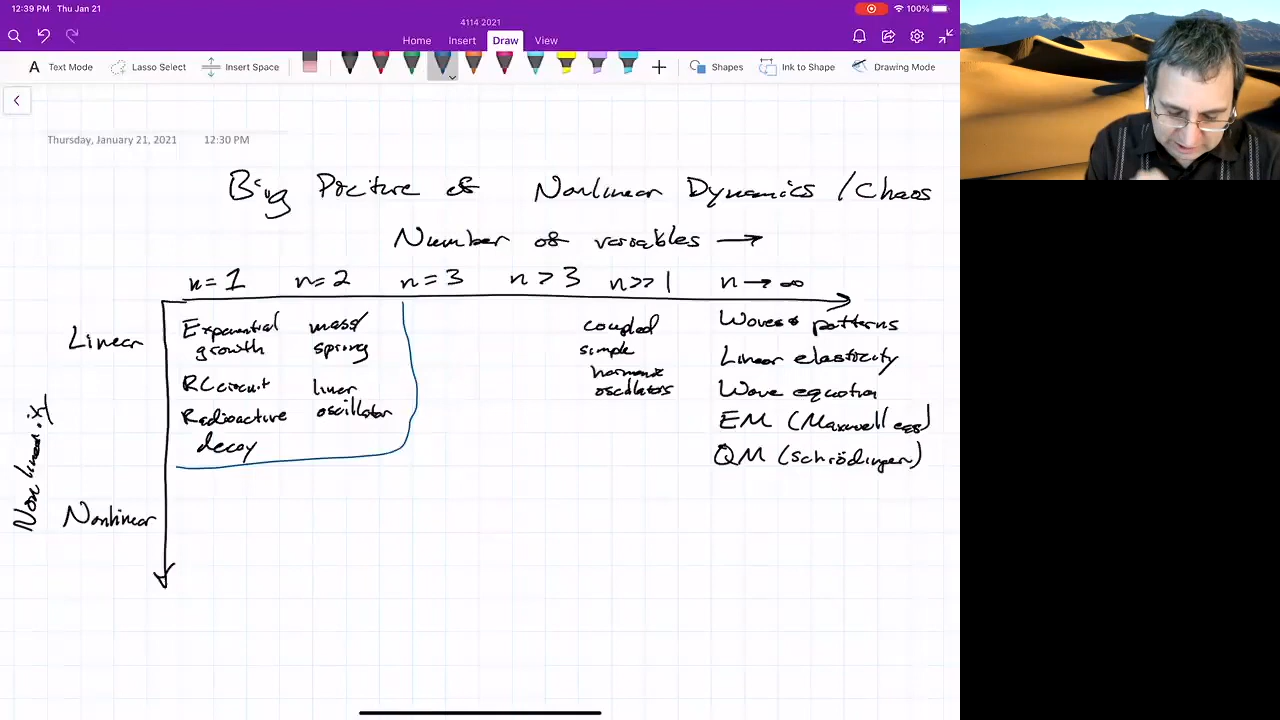 12:39 PM Thu Jan 21
100%
4114 2021
Home Insert Draw View
Text Mode Lasso Select Insert Space Shapes Ink to Shape Drawing Mode
Thursday, January 21, 2021 12:30 PM
Big Picture of Nonlinear Dynamics / Chaos
Number of variables →
n = 1 n = 2 n = 3 n > 3 n >> 1 n → ∞
Linear
Exponential growth
RC circuit
Radioactive decay
mass/spring
linear oscillator
coupled simple harmonic oscillators
Waves & patterns
Linear elasticity
Wave equation
EM (Maxwell eqs)
QM (Schrödinger)
Nonlinearity
Nonlinear